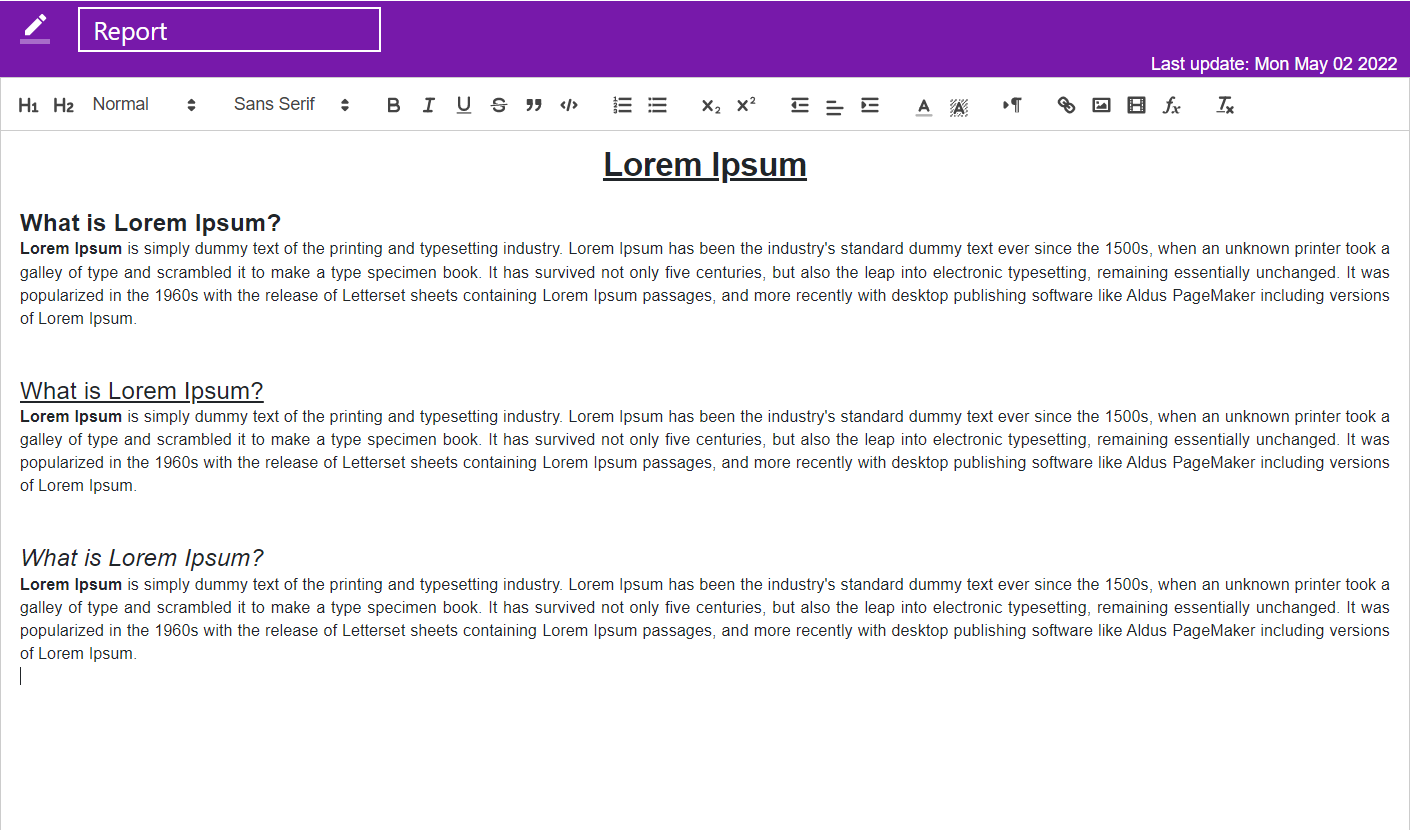 Report
Last update: Mon May 02 2022
H1 H2 Normal Sans Serif B I U S x₂ x² A A fx Tx
Lorem Ipsum
What is Lorem Ipsum?
Lorem Ipsum is simply dummy text of the printing and typesetting industry. Lorem Ipsum has been the industry's standard dummy text ever since the 1500s, when an unknown printer took a
galley of type and scrambled it to make a type specimen book. It has survived not only five centuries, but also the leap into electronic typesetting, remaining essentially unchanged. It was
popularized in the 1960s with the release of Letterset sheets containing Lorem Ipsum passages, and more recently with desktop publishing software like Aldus PageMaker including versions
of Lorem Ipsum.
What is Lorem Ipsum?
Lorem Ipsum is simply dummy text of the printing and typesetting industry. Lorem Ipsum has been the industry's standard dummy text ever since the 1500s, when an unknown printer took a
galley of type and scrambled it to make a type specimen book. It has survived not only five centuries, but also the leap into electronic typesetting, remaining essentially unchanged. It was
popularized in the 1960s with the release of Letterset sheets containing Lorem Ipsum passages, and more recently with desktop publishing software like Aldus PageMaker including versions
of Lorem Ipsum.
What is Lorem Ipsum?
Lorem Ipsum is simply dummy text of the printing and typesetting industry. Lorem Ipsum has been the industry's standard dummy text ever since the 1500s, when an unknown printer took a
galley of type and scrambled it to make a type specimen book. It has survived not only five centuries, but also the leap into electronic typesetting, remaining essentially unchanged. It was
popularized in the 1960s with the release of Letterset sheets containing Lorem Ipsum passages, and more recently with desktop publishing software like Aldus PageMaker including versions
of Lorem Ipsum.